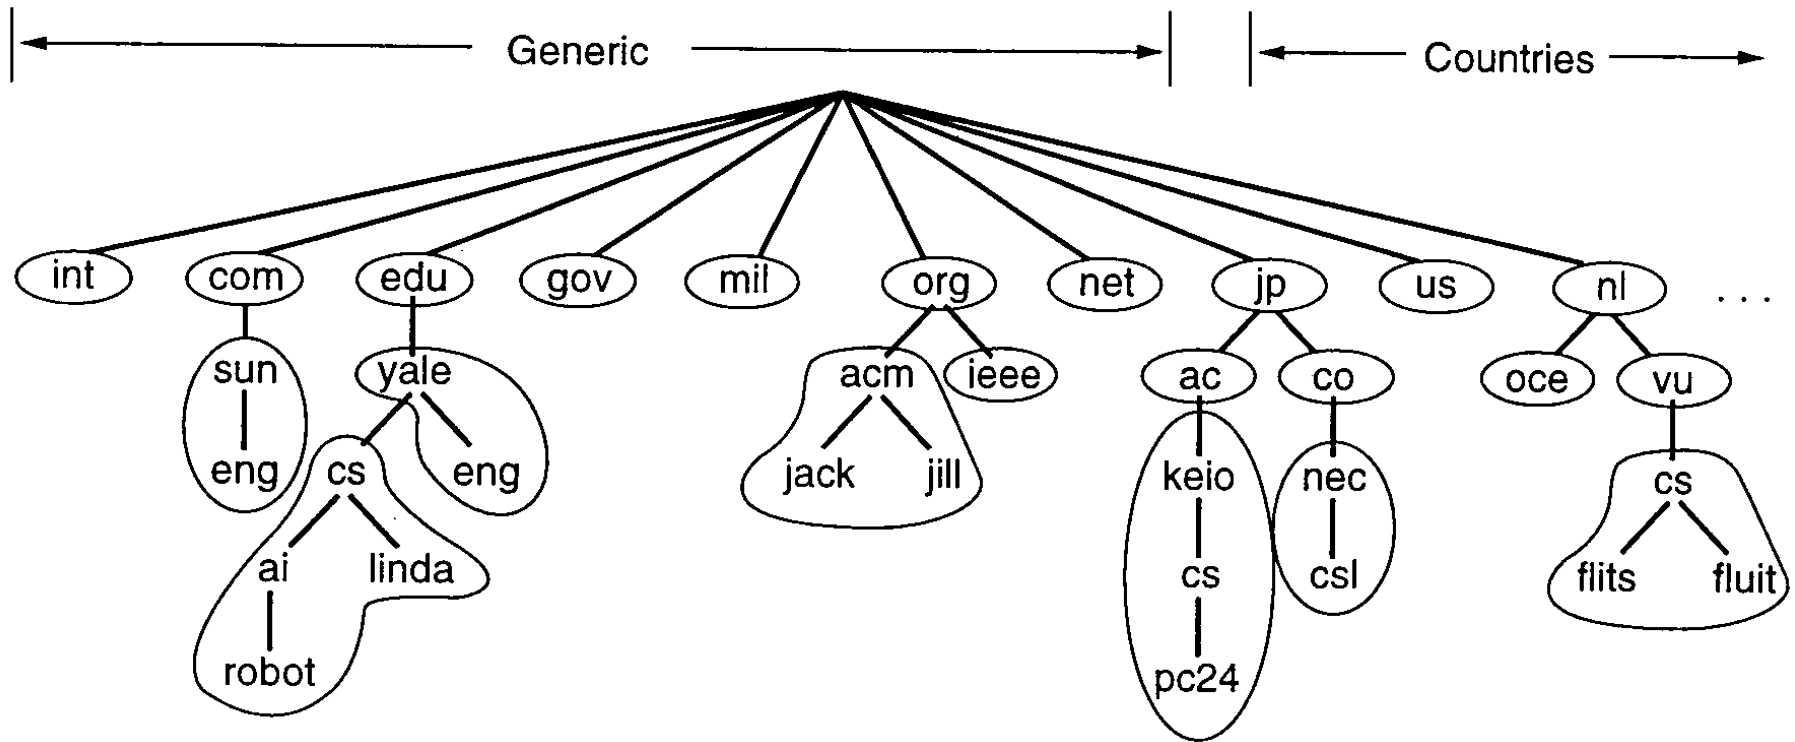 Generic Countries
int com edu gov mil org net jp us nl ...
sun yale acm ieee ac co oce vu
eng cs eng jack jill keio nec cs
ai linda cs csl flits fluit
robot pc24